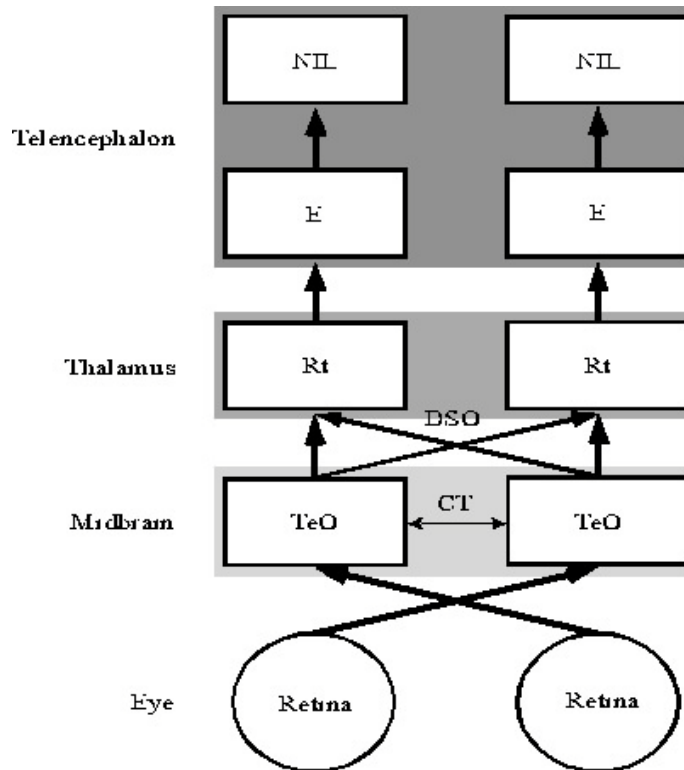 NIL NIL
Telencephalon
E E
Thalamus Rt Rt
DSO
CT
Midbrain TeO TeO
Eye Retina Retina